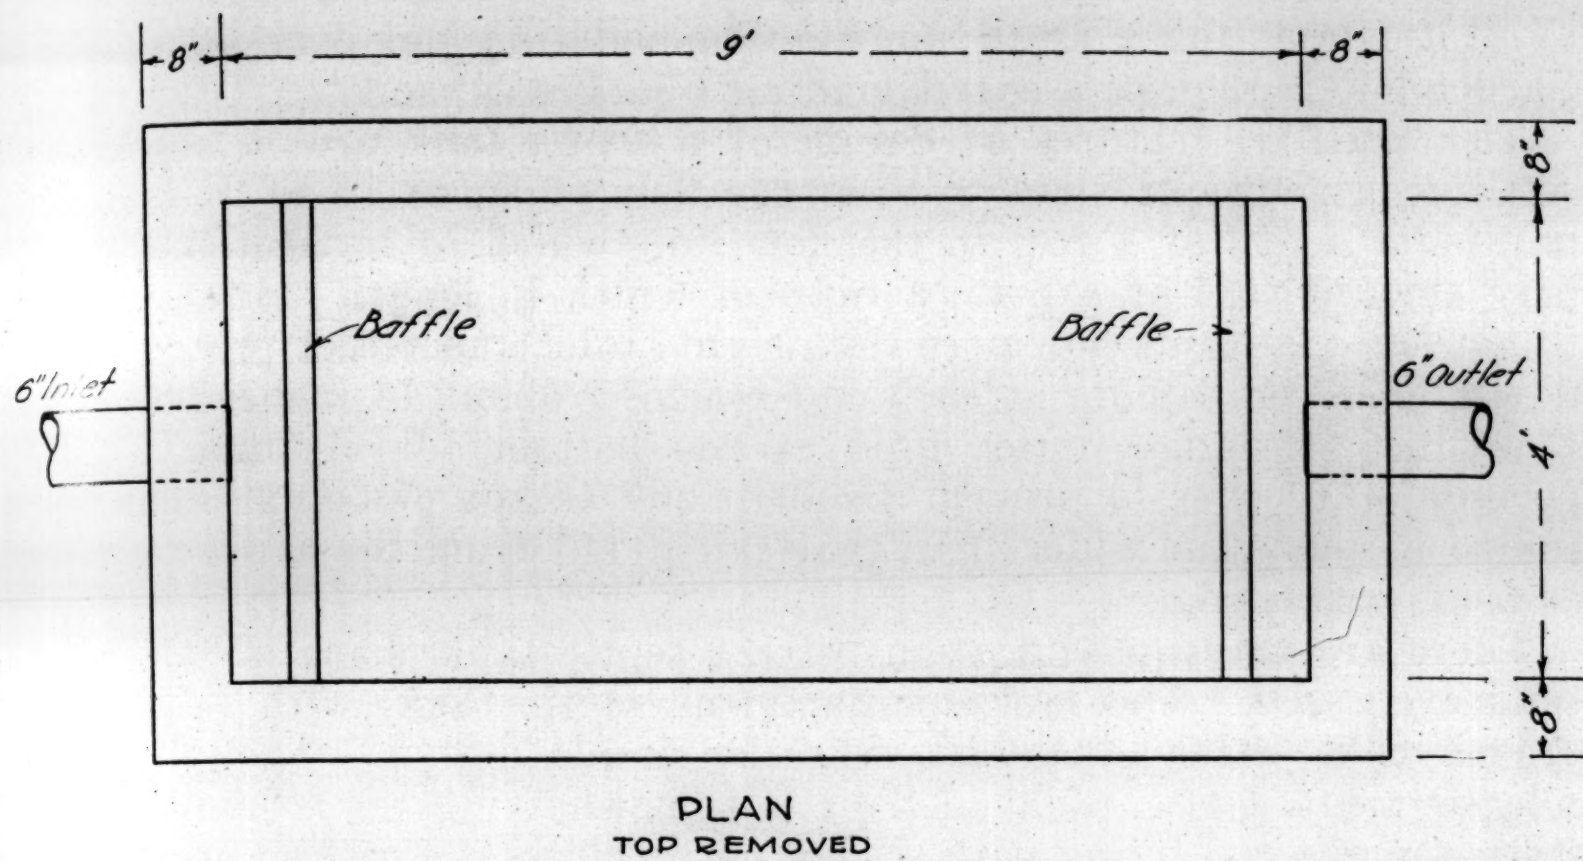 8" 9' 8"
8"
Baffle Baffle
6" Inlet 6" Outlet
4'
8"
PLAN
TOP REMOVED